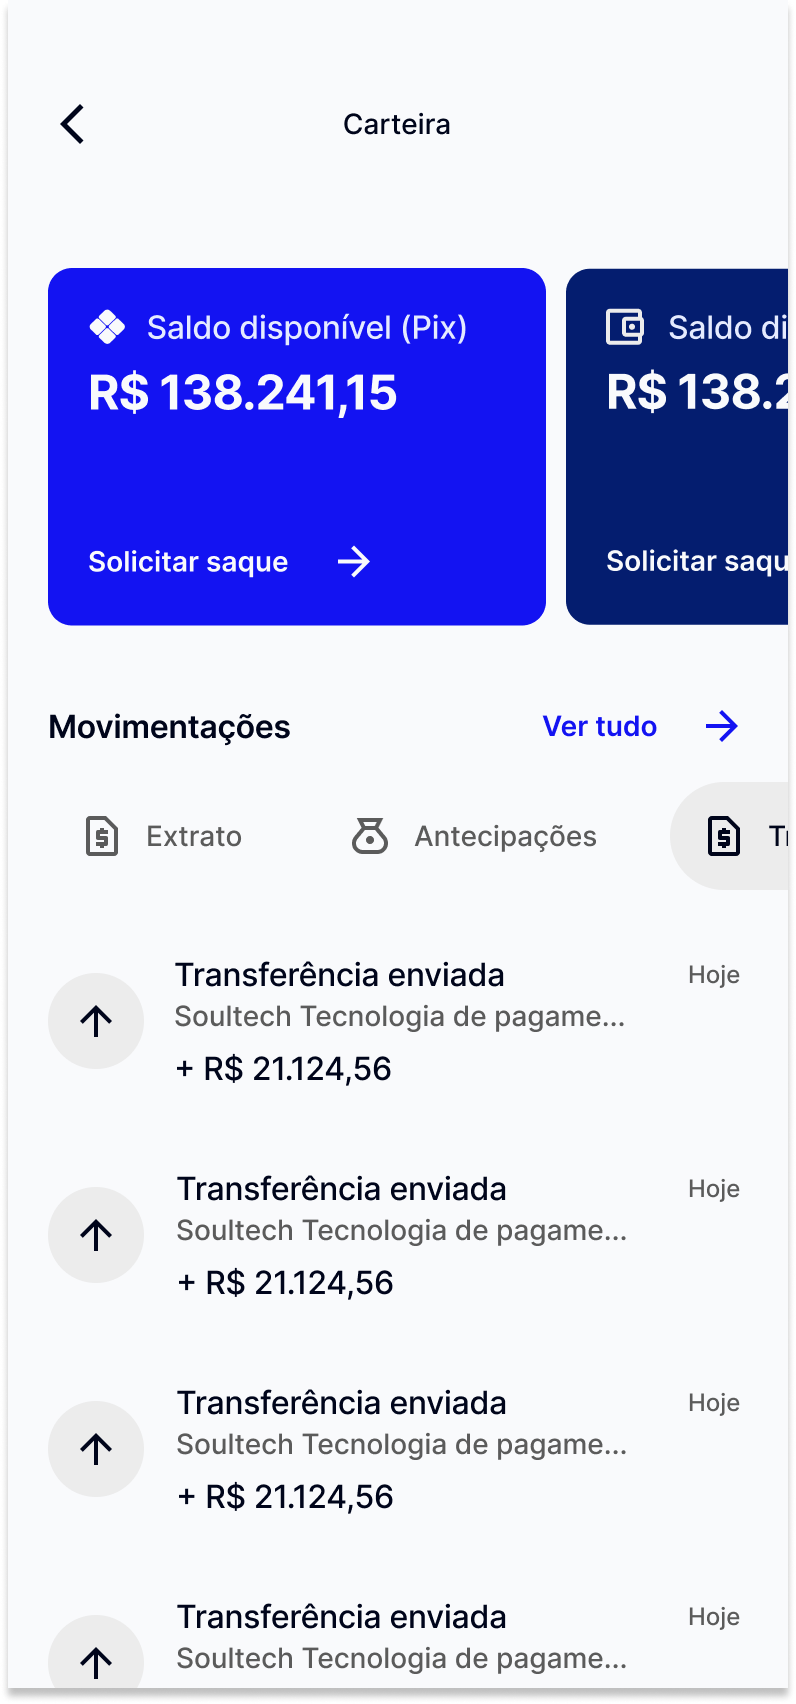 Carteira
Saldo disponível (Pix)
R$ 138.241,15
Solicitar saque
Saldo di
R$ 138.2
Solicitar saqu
Movimentações
Ver tudo
Extrato
Antecipações
Tr
Transferência enviada
Hoje
Soultech Tecnologia de pagame...
+ R$ 21.124,56
Transferência enviada
Hoje
Soultech Tecnologia de pagame...
+ R$ 21.124,56
Transferência enviada
Hoje
Soultech Tecnologia de pagame...
+ R$ 21.124,56
Transferência enviada
Hoje
Soultech Tecnologia de pagame...